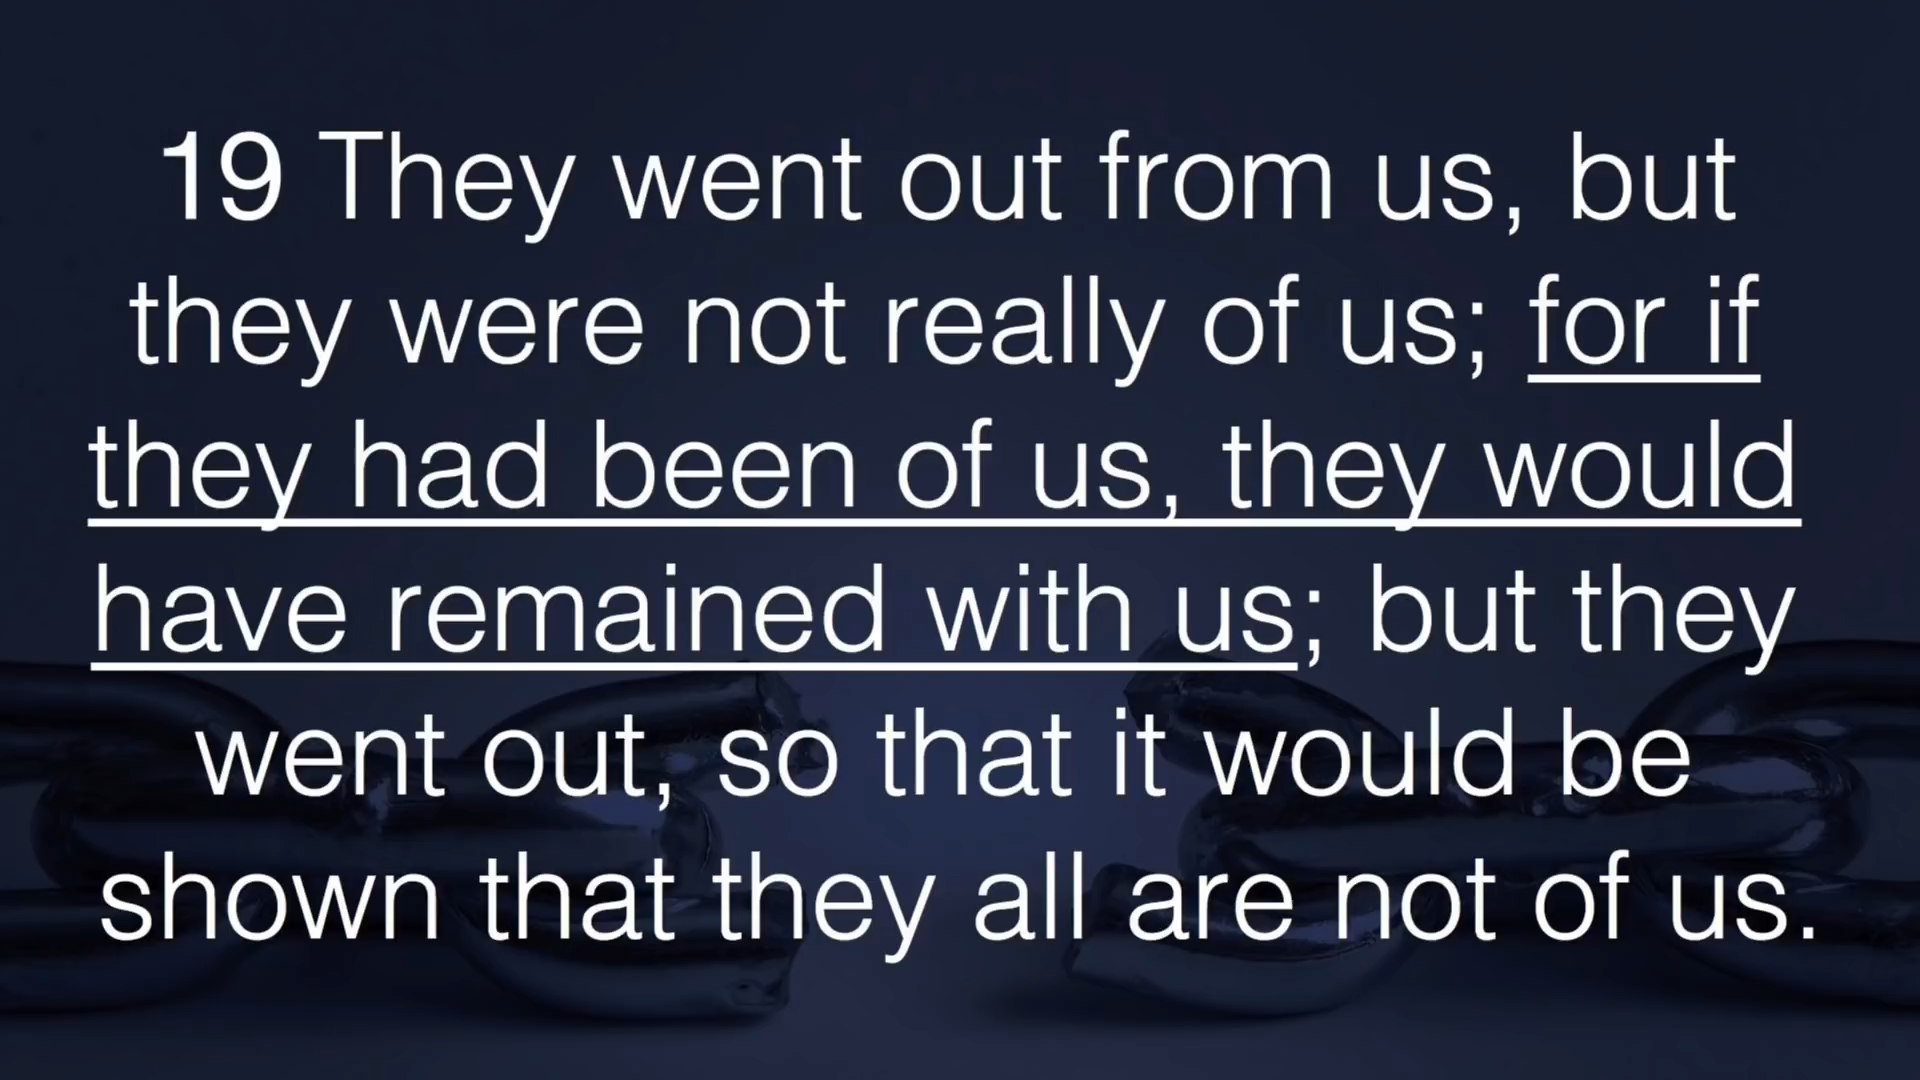 19 They went out from us, but
they were not really of us; for if
they had been of us, they would
have remained with us; but they
went out, so that it would be
shown that they all are not of us.